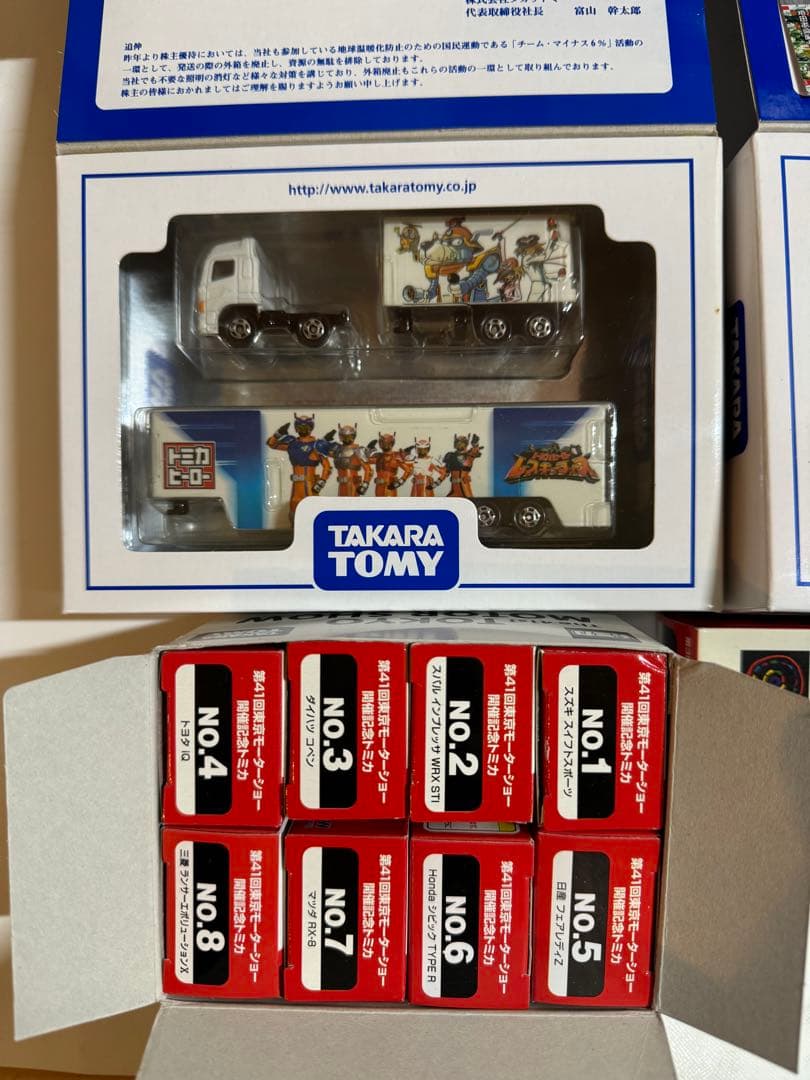 代表取締役社長　富山　幹太郎
追伸
昨年より株主優待においては、当社も参加している地球温暖化防止のための国民運動である「チーム・マイナス6％」活動の
一環として、発送の際の外箱を廃止し、資源の無駄を排除しております。
当社でも不要な照明の消灯など様々な対策を講じており、外箱廃止もこれらの活動の一環として取り組んでおります。
株主の皆様におかれましてはご理解を賜りますようお願い申し上げます。
http://www.takaratomy.co.jp
トミカ
ヒーロー
レスキューフォース
TAKARA
TOMY
TAKARA
TOKYO
MOTOR SHOW
第41回東京モーターショー
開催記念トミカ
NO.4
トヨタ iQ
第41回東京モーターショー
開催記念トミカ
NO.3
ダイハツ コペン
第41回東京モーターショー
開催記念トミカ
NO.2
スバル インプレッサ WRX STI
第41回東京モーターショー
開催記念トミカ
NO.1
スズキ スイフトスポーツ
第41回東京モーターショー
開催記念トミカ
NO.8
三菱 ランサーエボリューションX
第41回東京モーターショー
開催記念トミカ
NO.7
マツダ RX-8
第41回東京モーターショー
開催記念トミカ
NO.6
Honda シビック TYPE R
第41回東京モーターショー
開催記念トミカ
NO.5
日産 フェアレディZ